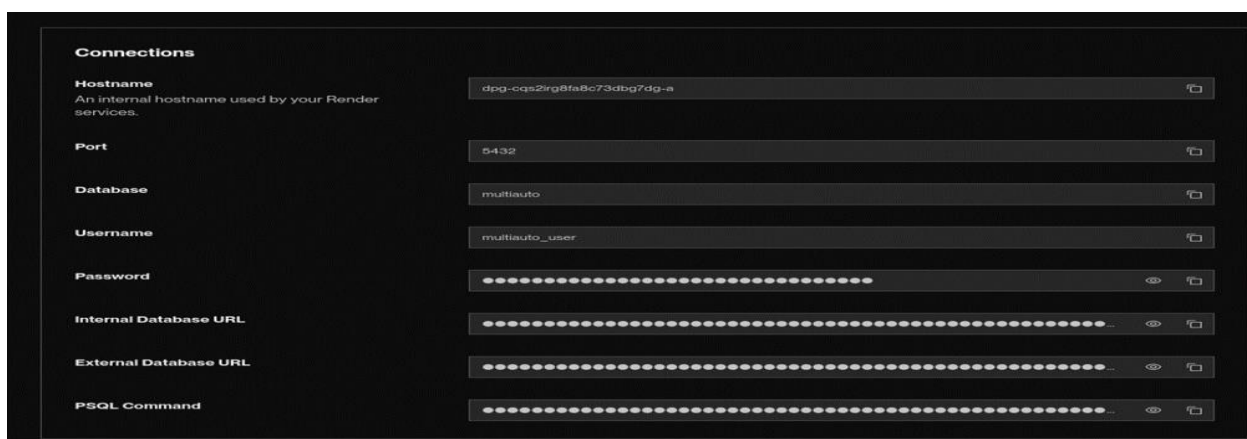 Connections
Hostname
An internal hostname used by your Render
services.
dpg-cqs2irg8fa8c73dbg7dg-a
Port
5432
Database
multiauto
Username
multiauto_user
Password
●●●●●●●●●●●●●●●●●●●●●●●●●●●●●●●●
Internal Database URL
●●●●●●●●●●●●●●●●●●●●●●●●●●●●●●●●●●●●●●●●●●●●●●●●●●●...
External Database URL
●●●●●●●●●●●●●●●●●●●●●●●●●●●●●●●●●●●●●●●●●●●●●●●●●●●...
PSQL Command
●●●●●●●●●●●●●●●●●●●●●●●●●●●●●●●●●●●●●●●●●●●●●●●●●●●...